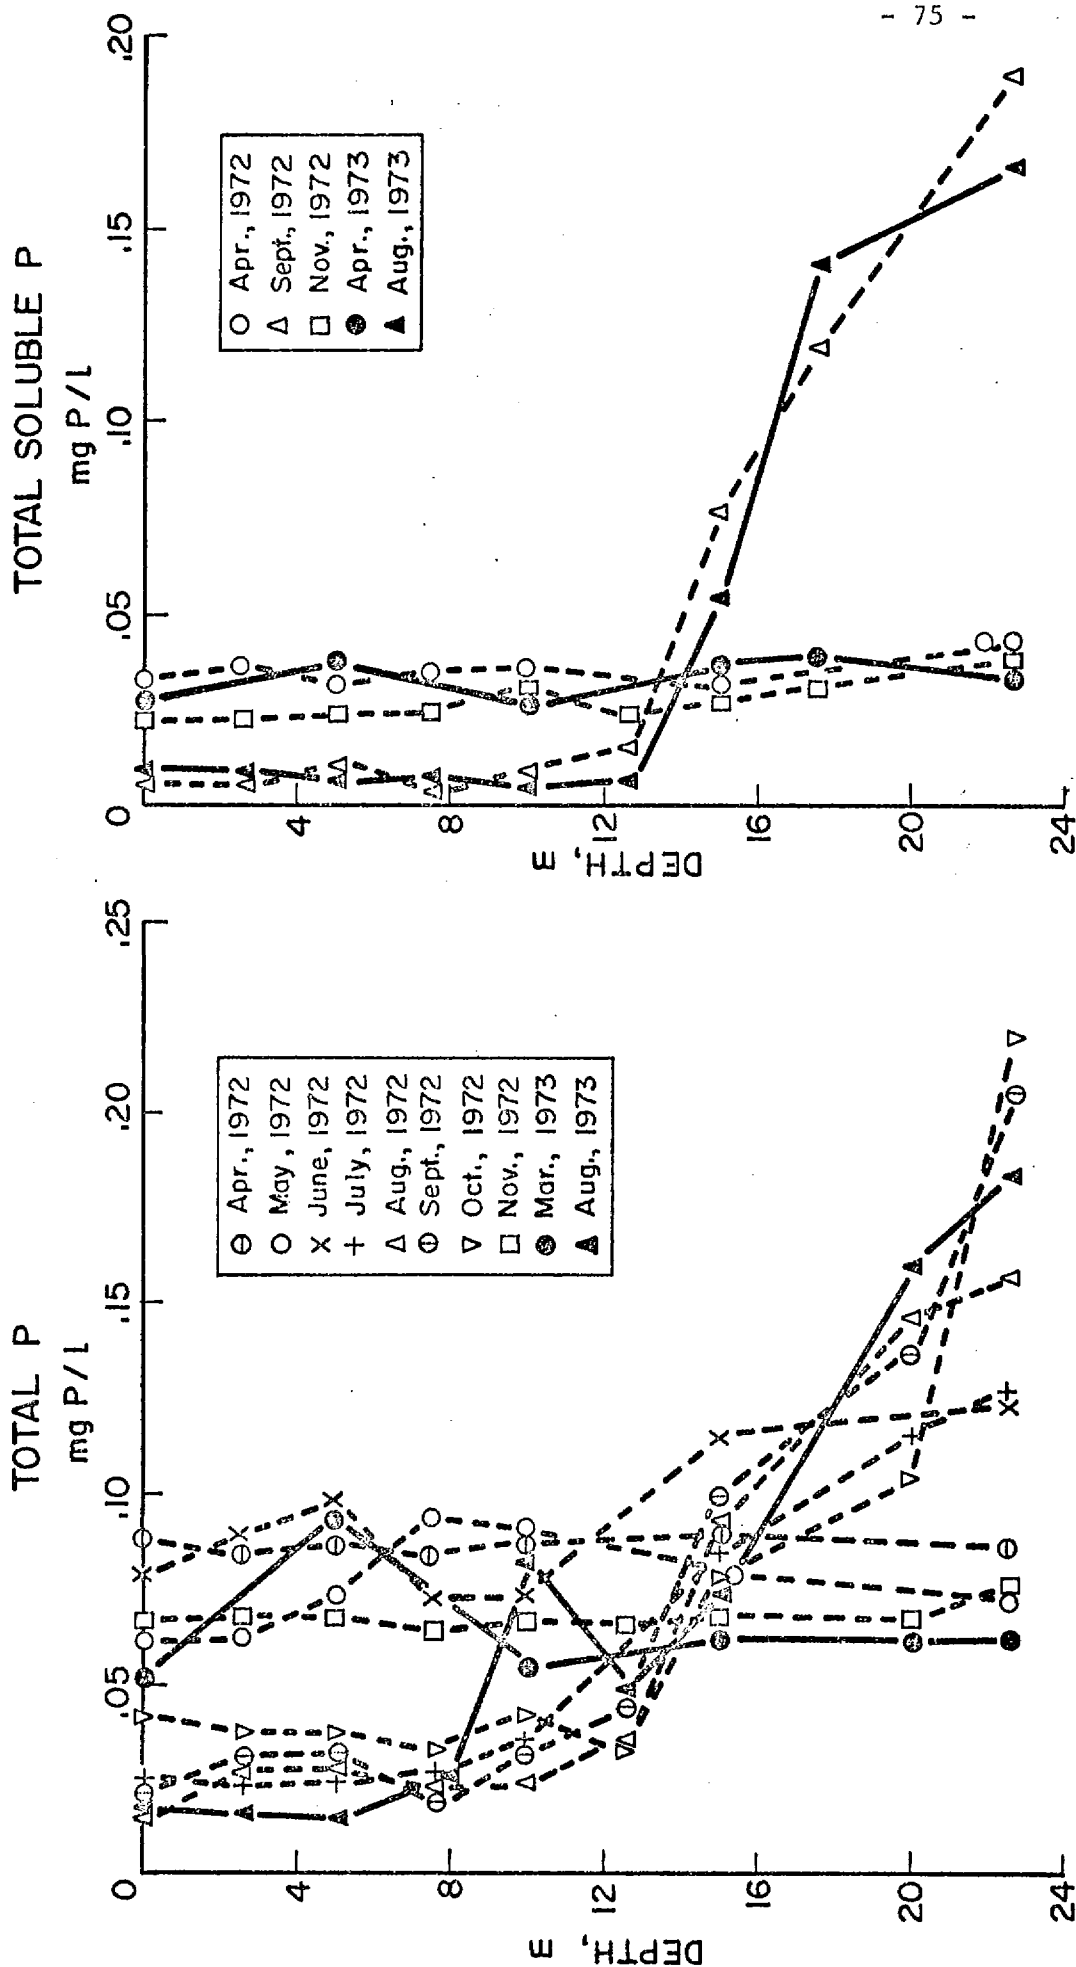 - 75 -
TOTAL P
mg P/L
0
.05
.10
.15
.20
.25
4
8
12
16
20
24
DEPTH, m
Apr., 1972
May, 1972
June, 1972
July, 1972
Aug., 1972
Sept., 1972
Oct., 1972
Nov., 1972
Mar., 1973
Aug., 1973
TOTAL SOLUBLE P
mg P/L
0
.05
.10
.15
.20
4
8
12
16
20
24
DEPTH, m
Apr., 1972
Sept., 1972
Nov., 1972
Apr., 1973
Aug., 1973